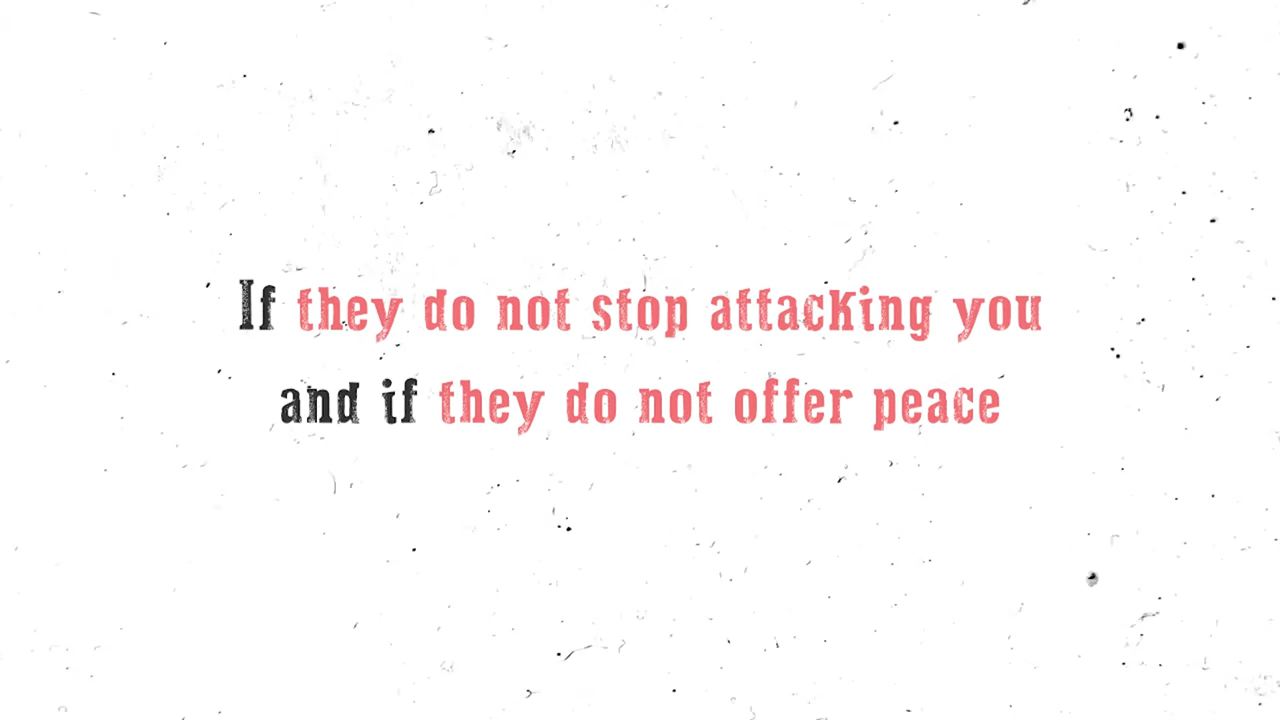 If they do not stop attacking you
and if they do not offer peace